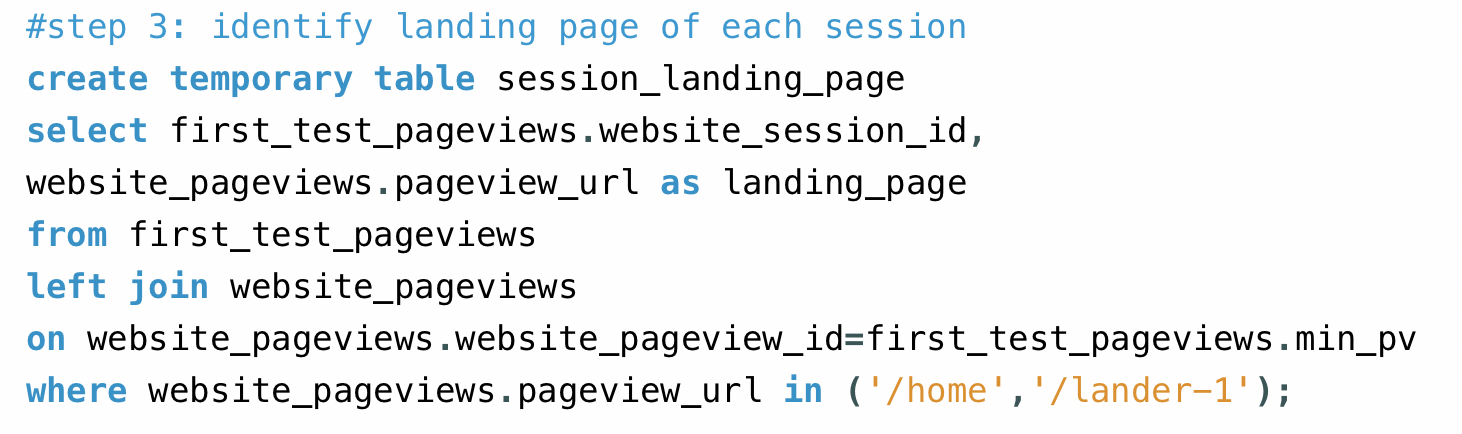 #step 3: identify landing page of each session
create temporary table session_landing_page
select first_test_pageviews.website_session_id,
website_pageviews.pageview_url as landing_page
from first_test_pageviews
left join website_pageviews
on website_pageviews.website_pageview_id=first_test_pageviews.min_pv
where website_pageviews.pageview_url in ('/home','/lander-1');